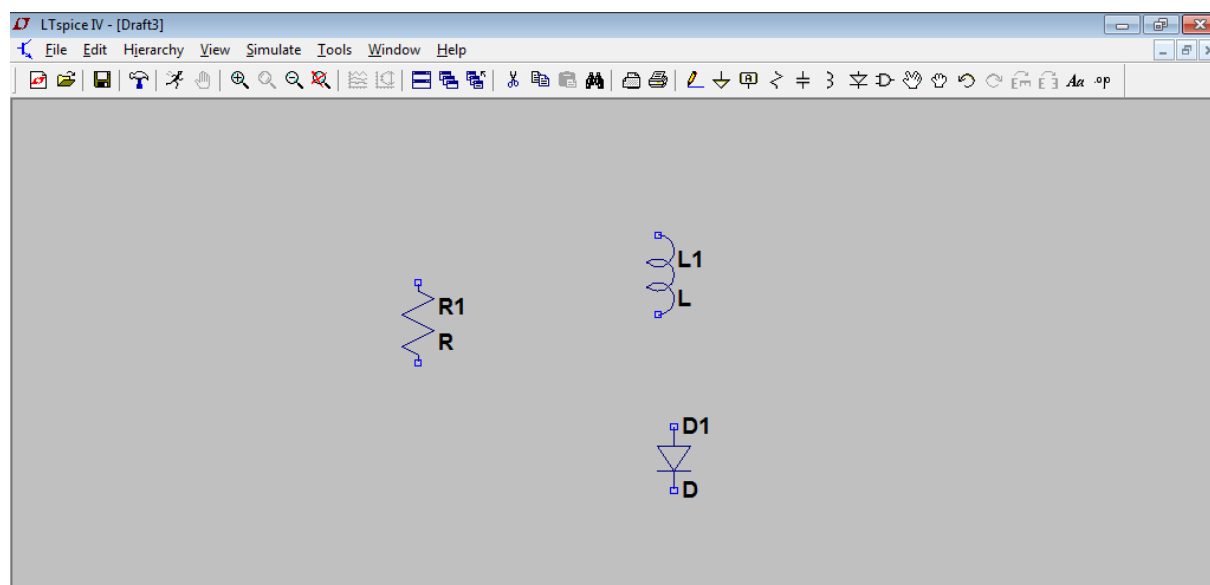 LTspice IV - [Draft3]
File Edit Hierarchy View Simulate Tools Window Help
Aa .op
L1
R1
L
R
D1
D